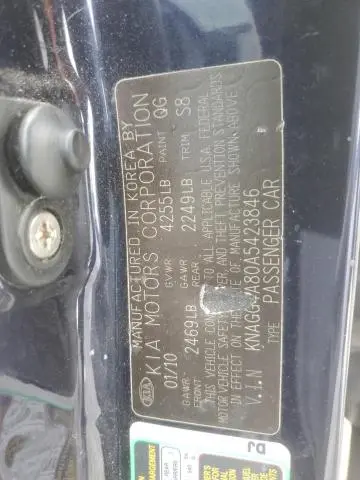 MANUFACTURED IN KOREA BY
KIA KIA MOTORS CORPORATION
01/10 GVWR: 4255LB PAINT QG
GAWR: FRONT 2469LB GAWR: REAR 2249LB TRIM S8
THIS VEHICLE CONFORMS TO ALL APPLICABLE U.S.A. FEDERAL
MOTOR VEHICLE SAFETY, BUMPER, AND THEFT PREVENTION STANDARDS
IN EFFECT ON THE DATE OF MANUFACTURE SHOWN ABOVE
V.I.N KNAGG4A80A5428846
PASSENGER CAR